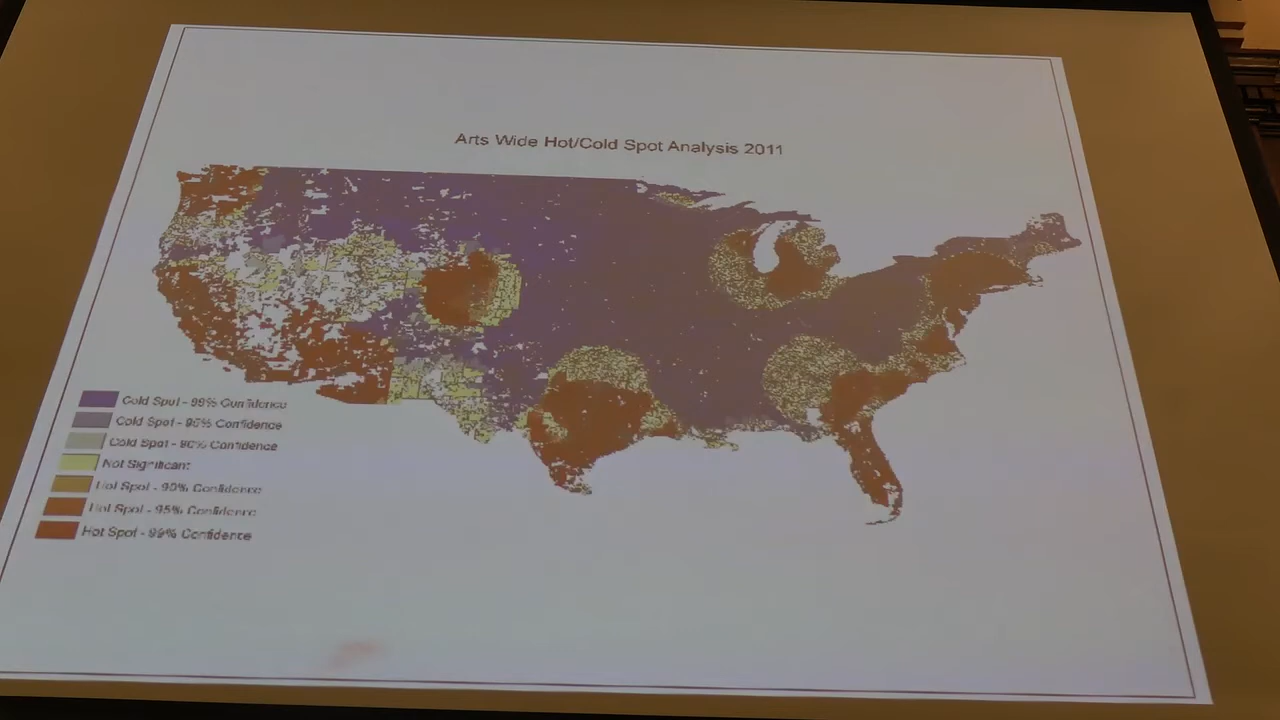 Arts Wide Hot/Cold Spot Analysis 2011
Cold Spot - 99% Confidence
Cold Spot - 95% Confidence
Cold Spot - 90% Confidence
Not Significant
Hot Spot - 90% Confidence
Hot Spot - 95% Confidence
Hot Spot - 99% Confidence